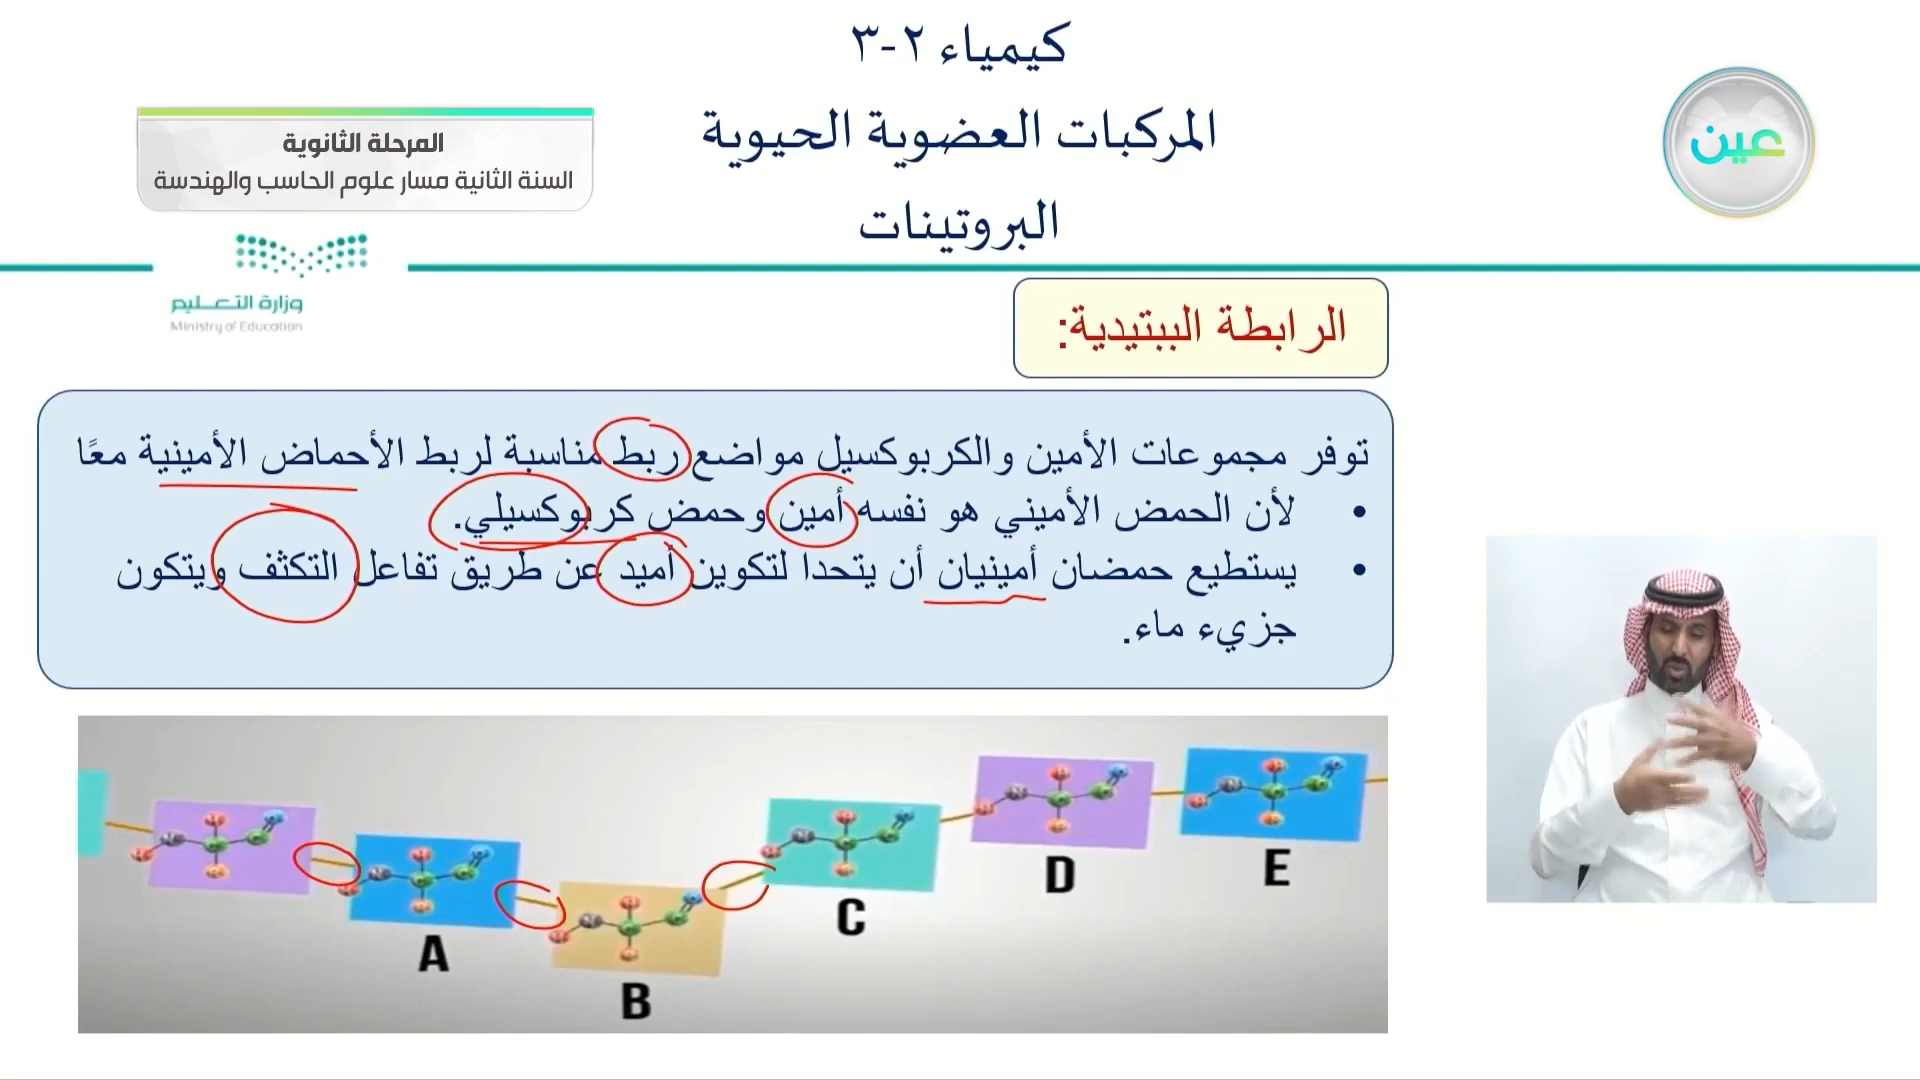 كيمياء ٢-٣
المركبات العضوية الحيوية
البروتينات
عين
المرحلة الثانوية
السنة الثانية مسار علوم الحاسب والهندسة
وزارة التعليم
Ministry of Education
الرابطة الببتيدية:
توفر مجموعات الأمين والكربوكسيل مواضع ربط مناسبة لربط الأحماض الأمينية معًا
• لأن الحمض الأميني هو نفسه أمين وحمض كربوكسيلي.
• يستطيع حمضان أمينيان أن يتحدا لتكوين أميد عن طريق تفاعل التكثف ويتكون
جزيء ماء.
A
B
C
D
E